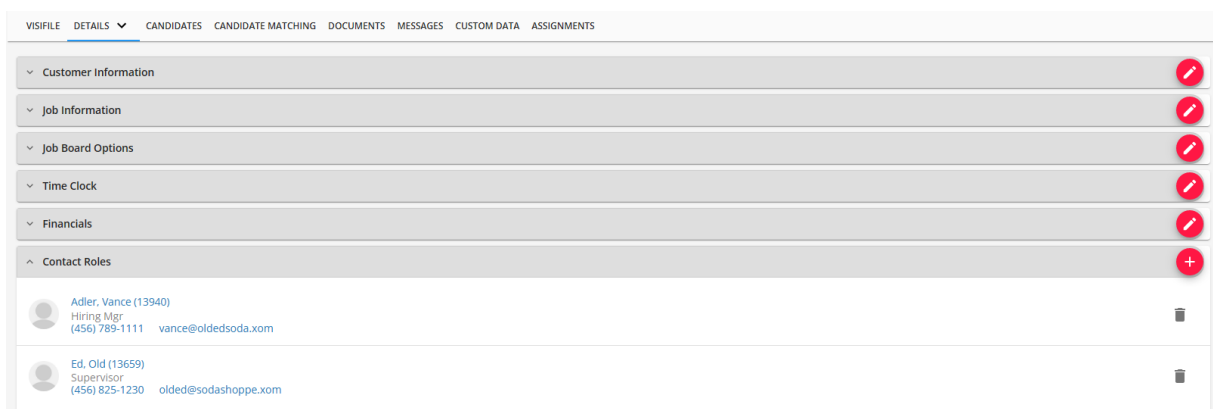 VISIFILE DETAILS CANDIDATES CANDIDATE MATCHING DOCUMENTS MESSAGES CUSTOM DATA ASSIGNMENTS
Customer Information
Job Information
Job Board Options
Time Clock
Financials
Contact Roles
Adler, Vance (13940)
Hiring Mgr
(456) 789-1111 vance@oldedsoda.xom
Ed, Old (13659)
Supervisor
(456) 825-1230 olded@sodashoppe.xom